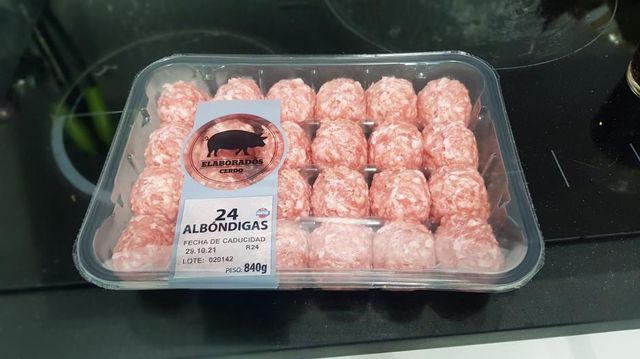 ELABORADOS
CERDO
24
ALBÓNDIGAS
FECHA DE CADUCIDAD
29.10.21 R24
LOTE: 020142
PESO: 840g